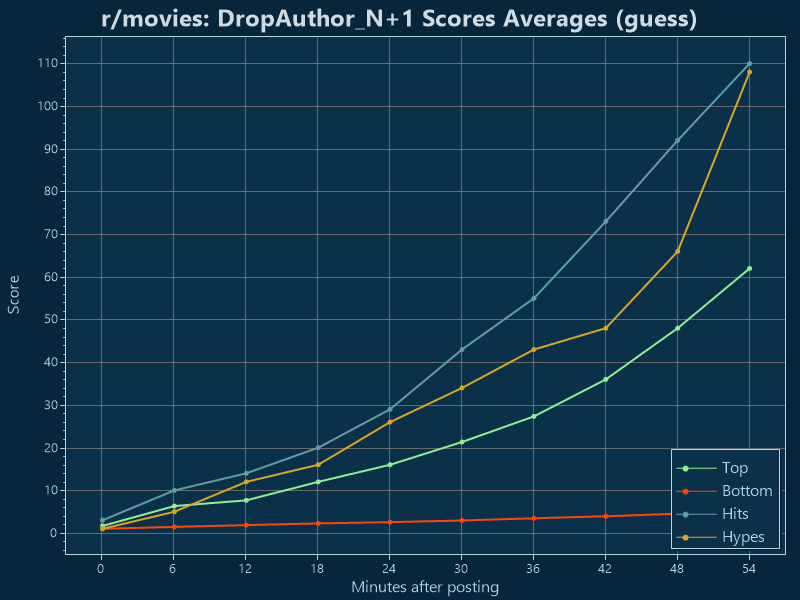 r/movies: DropAuthor_N+1 Scores Averages (guess)
110
100
90
80
70
60
50
40
30
20
10
0
Score
0 6 12 18 24 30 36 42 48 54
Minutes after posting
Top
Bottom
Hits
Hypes